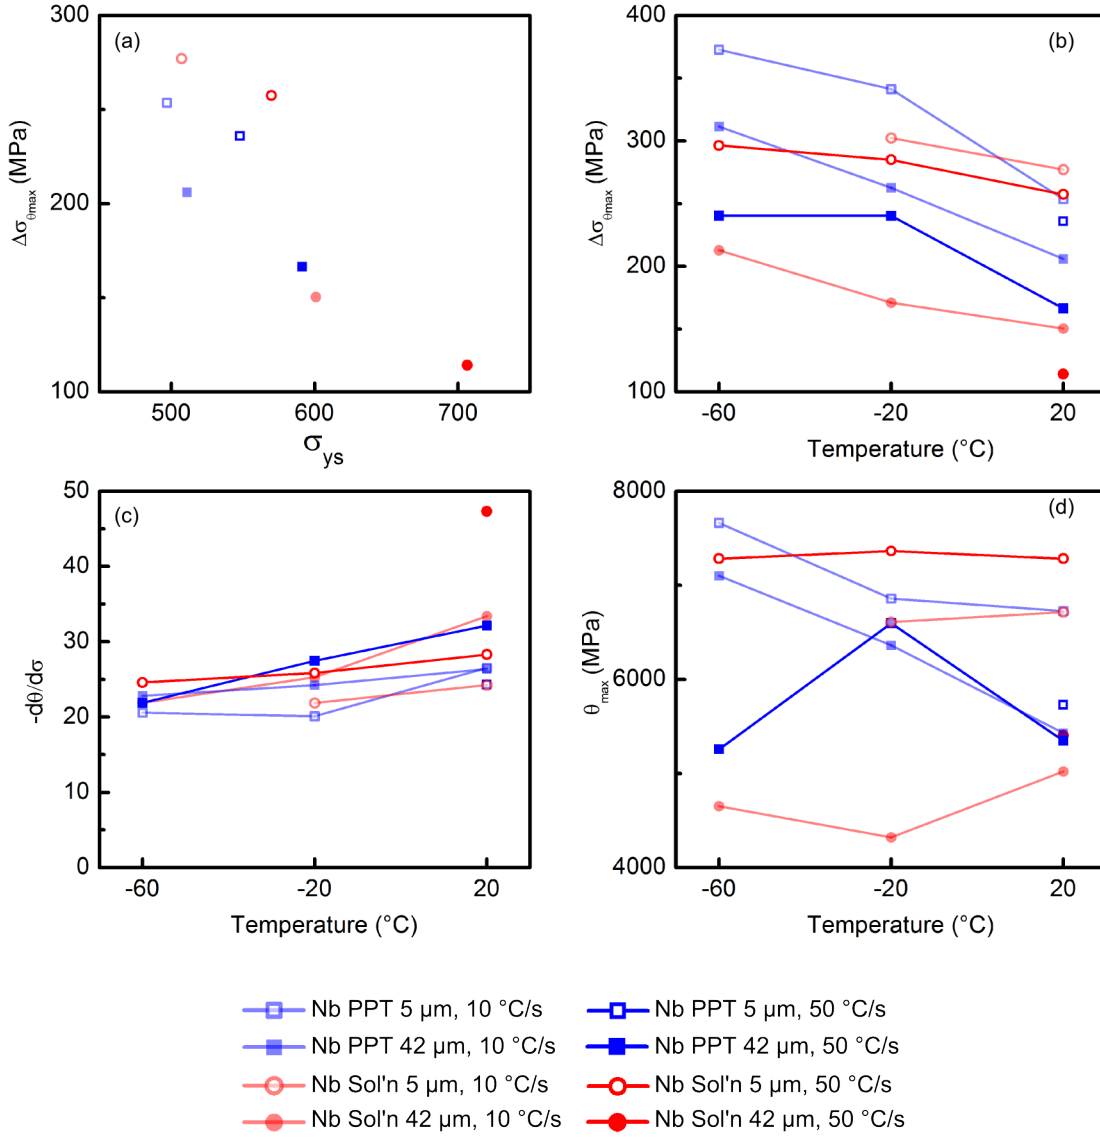 (a)
300
200
100
Δσθmax (MPa)
500 600 700
σys
(b)
400
300
200
100
Δσθmax (MPa)
-60 -20 20
Temperature (°C)
(c)
50
40
30
20
10
0
-dθ/dσ
-60 -20 20
Temperature (°C)
(d)
8000
6000
4000
θmax (MPa)
-60 -20 20
Temperature (°C)
Nb PPT 5 µm, 10 °C/s
Nb PPT 42 µm, 10 °C/s
Nb Sol'n 5 µm, 10 °C/s
Nb Sol'n 42 µm, 10 °C/s
Nb PPT 5 µm, 50 °C/s
Nb PPT 42 µm, 50 °C/s
Nb Sol'n 5 µm, 50 °C/s
Nb Sol'n 42 µm, 50 °C/s